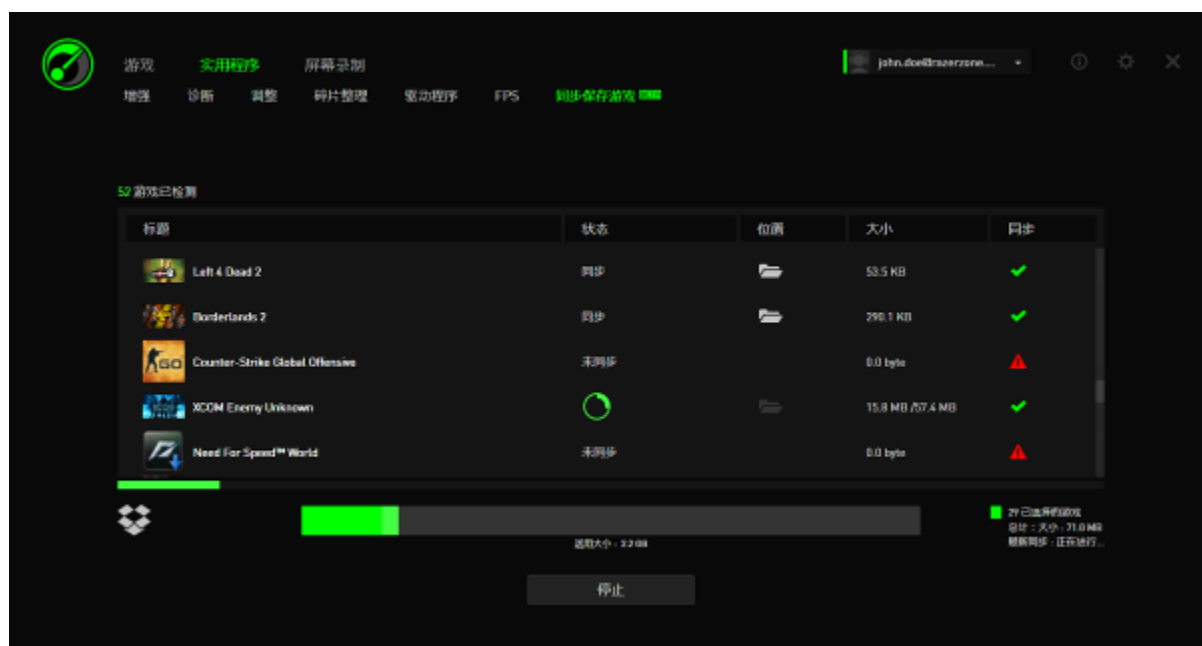 游戏 实用程序 屏幕录制 john.doe@razerzone....
增强 诊断 调整 碎片整理 驱动程序 FPS 同步保存游戏
52 游戏已检测
标题 状态 位置 大小 同步
Left 4 Dead 2 同步 53.5 KB
Borderlands 2 同步 290.1 KB
GO Counter-Strike Global Offensive 未同步 0.0 byte
XCOM Enemy Unknown 15.8 MB /57.4 MB
Need For Speed™ World 未同步 0.0 byte
已选择的游戏
总计：大小 : 71.0 MB
最新同步 : 正在进行...
大小 : 2.2 GB
停止